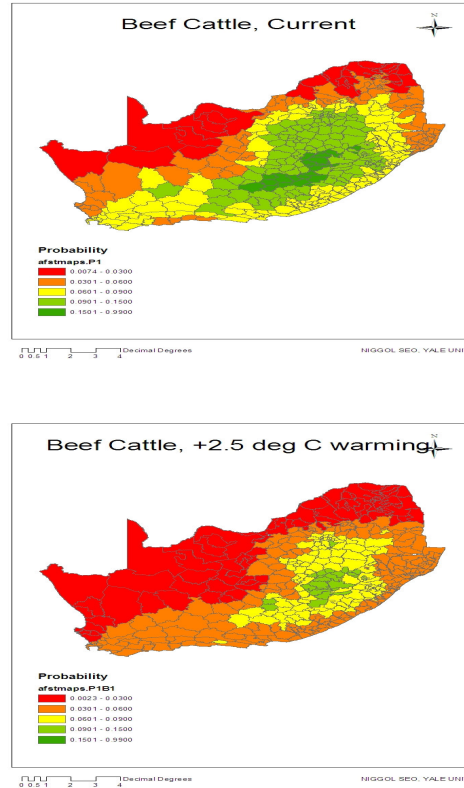 Beef Cattle, Current
N
Probability
afstmaps.P1
0.0074 - 0.0300
0.0301 - 0.0600
0.0601 - 0.0900
0.0901 - 0.1500
0.1501 - 0.9900
0 0.5 1 2 3 4 Decimal Degrees
NIGGOL SEO, YALE UNI
Beef Cattle, +2.5 deg C warming
N
Probability
afstmaps.P1B1
0.0023 - 0.0300
0.0301 - 0.0600
0.0601 - 0.0900
0.0901 - 0.1500
0.1501 - 0.9900
0 0.5 1 2 3 4 Decimal Degrees
NIGGOL SEO, YALE UNI